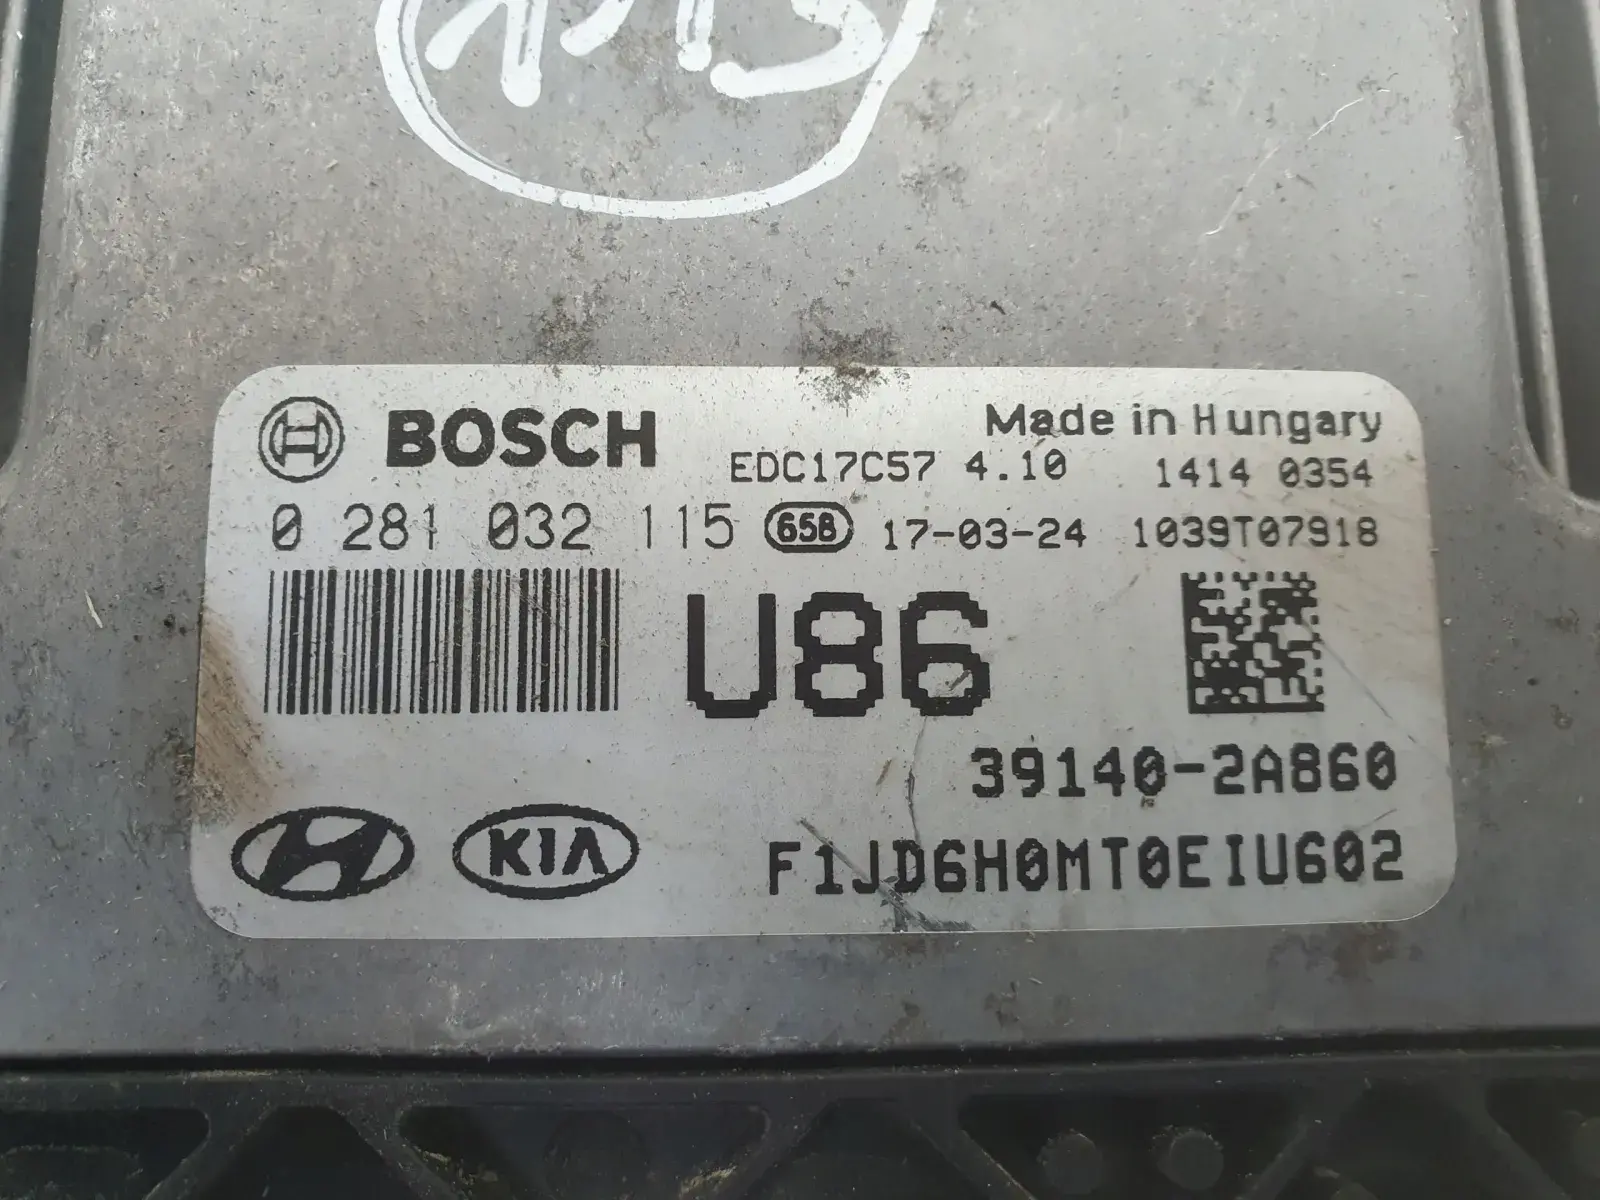 BOSCH
Made in Hungary
EDC17C57 4.10 1414 0354
0 281 032 115 658 17-03-24 1039T07918
U86
39140-2A860
KIA
F1JD6H0MT0EIU602